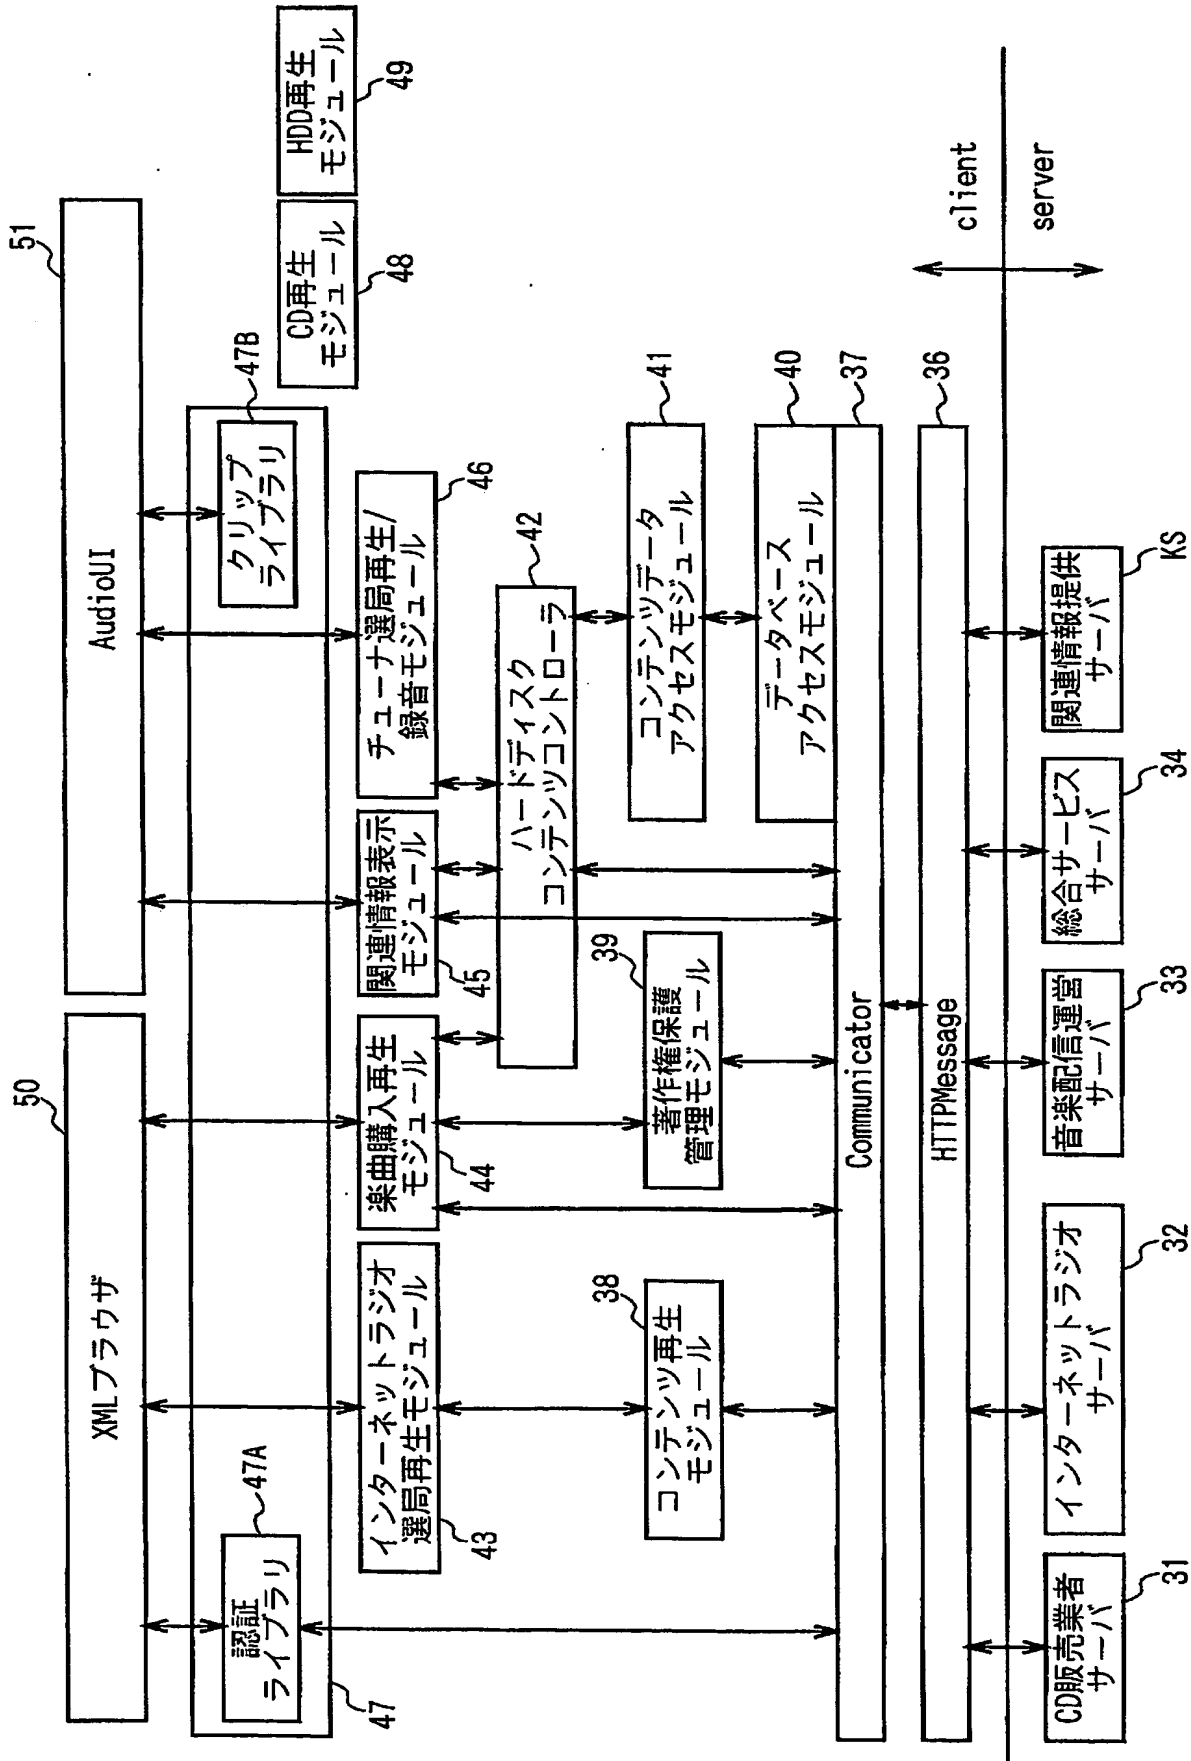 50
51
XMLブラウザ
AudioUI
47A
認証
ライブラリ
47
47B
クリップ
ライブラリ
CD再生
モジュール
48
HDD再生
モジュール
49
インターネットラジオ
選局再生モジュール
43
楽曲購入再生
モジュール
44
関連情報表示
モジュール
45
チューナ選局再生/
録音モジュール
46
ハードディスク
コンテンツコントローラ
42
コンテンツ再生
モジュール
38
著作権保護
管理モジュール
39
コンテンツデータ
アクセスモジュール
41
データベース
アクセスモジュール
40
Communicator
37
HTTPMessage
36
client
server
CD販売業者
サーバ
31
インターネットラジオ
サーバ
32
音楽配信運営
サーバ
33
総合サービス
サーバ
34
関連情報提供
サーバ
KS